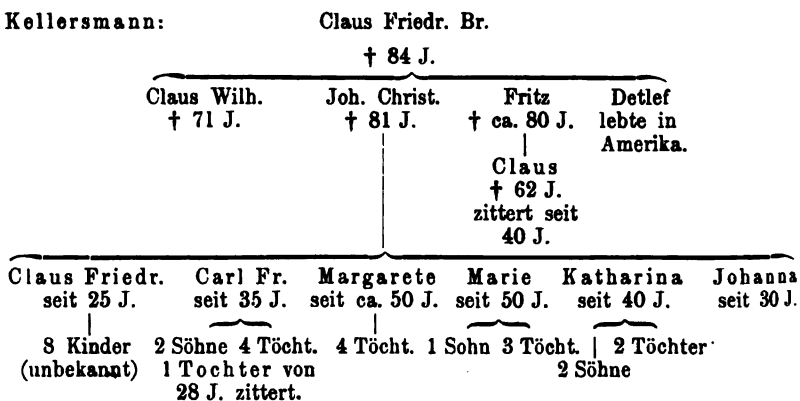 Kellersmann: Claus Friedr. Br.
† 84 J.
Claus Wilh. Joh. Christ. Fritz Detlef
† 71 J. † 81 J. † ca. 80 J. lebte in
Amerika.
Claus
† 62 J.
zittert seit
40 J.
Claus Friedr. Carl Fr. Margarete Marie Katharina Johanna
seit 25 J. seit 35 J. seit ca. 50 J. seit 50 J. seit 40 J. seit 30 J.
8 Kinder 2 Söhne 4 Töcht. 4 Töcht. 1 Sohn 3 Töcht. 2 Töchter
(unbekannt) 1 Tochter von 2 Söhne
28 J. zittert.